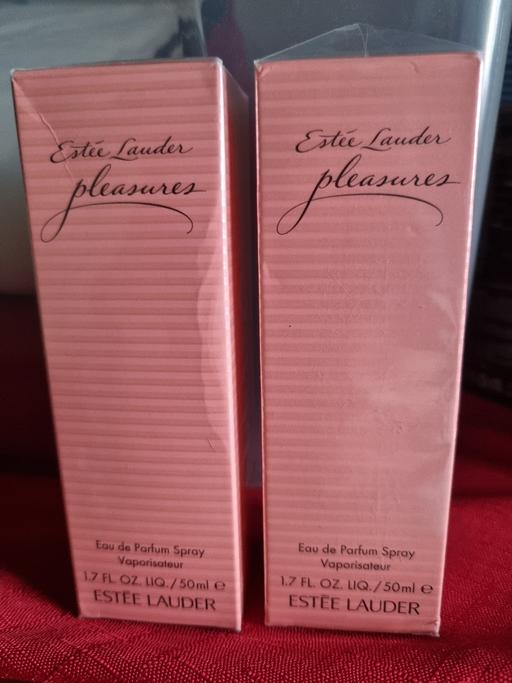 Estée Lauder
pleasures
Eau de Parfum Spray
Vaporisateur
1.7 FL. OZ. LIQ./50ml ℮
ESTĒE LAUDER
Estée Lauder
pleasures
Eau de Parfum Spray
Vaporisateur
1.7 FL. OZ. LIQ./50ml ℮
ESTĒE LAUDER